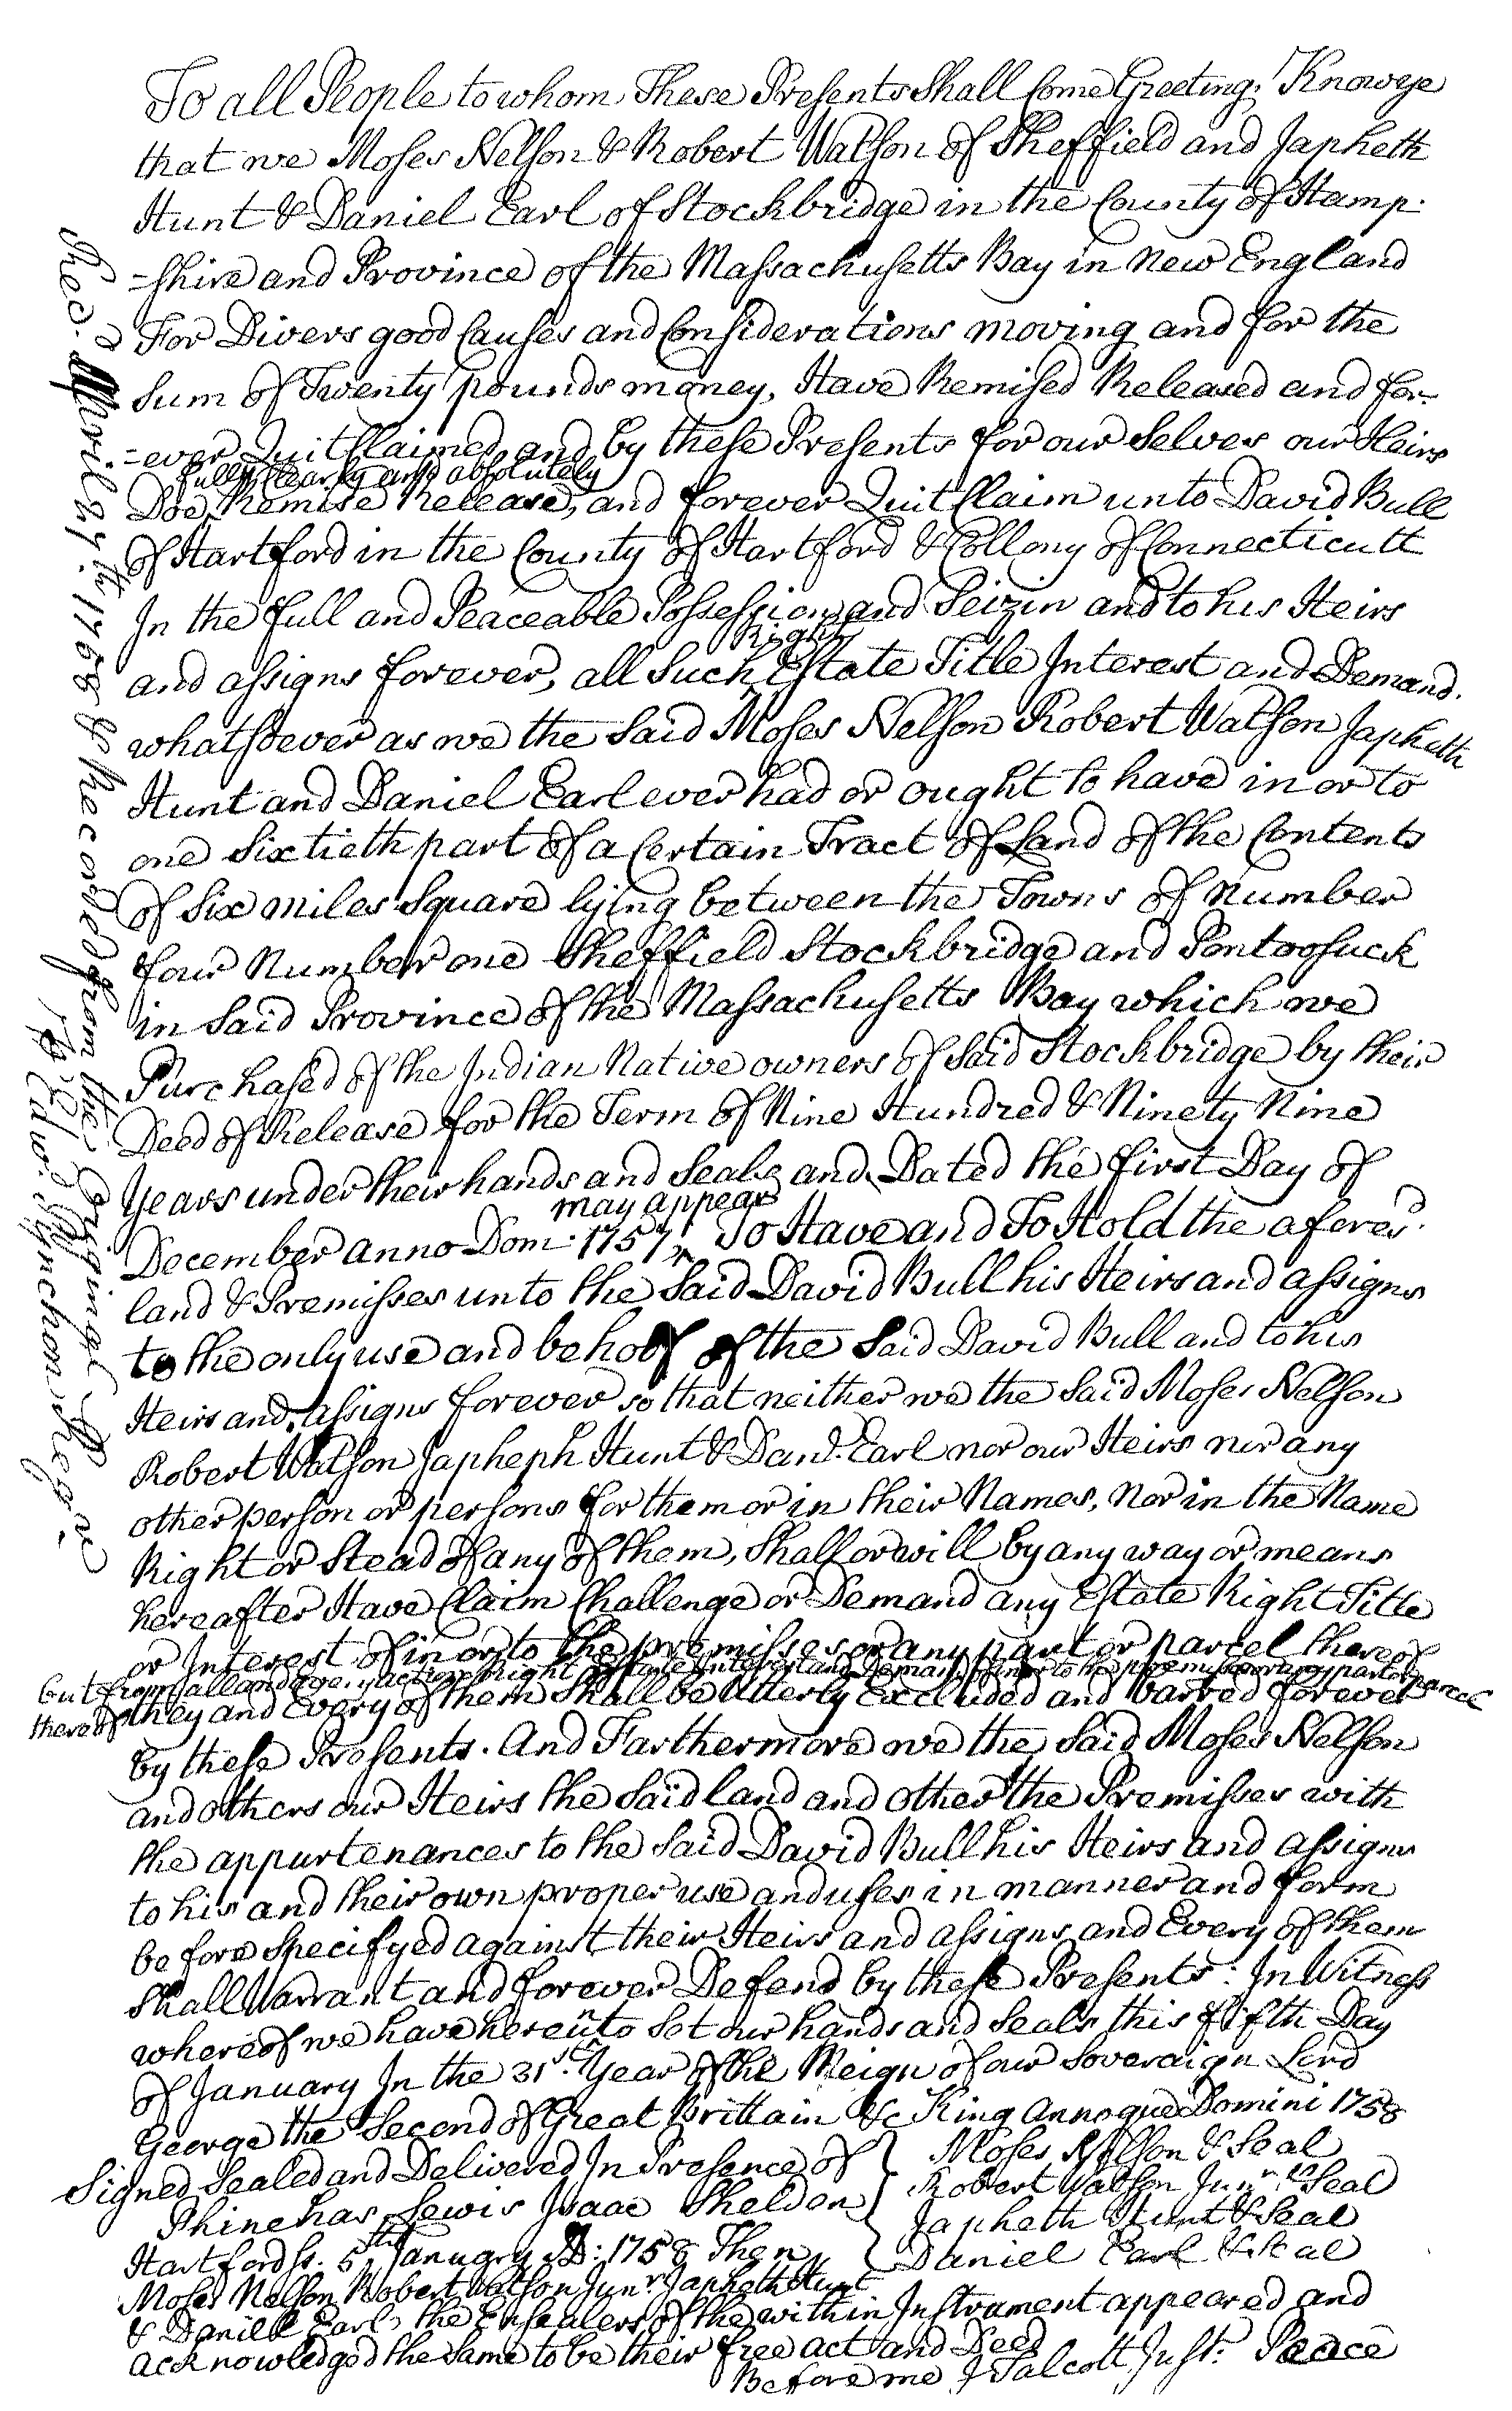 To all People to whom These Presents Shall Come Greeting; Know ye
that we Moses Nelson & Robert Watson of Sheffield and Japheth
Hunt & Daniel Earl of Stockbridge in the County of Hamp-
=shire and Province of the Massachusetts Bay in New England
For Divers good Causes and Considerations moving and for the
Sum of Twenty pounds money, Have Remised Released and for-
=ever Quit Claimed, and by these Presents for our Selves our Heirs
fully Clearly and absolutely
Doe Remise Release, and forever Quit Claim unto David Bull
of Hartford in the County of Hartford & Collony of Connecticutt
In the full and Peaceable Possession and Seizin and to his Heirs
Right
and assigns forever, all Such Estate Title Interest and Demand
whatsoever as we the Said Moses Nelson Robert Watson Japheth
Hunt and Daniel Earl ever had or ought to have in or to
one Sixtieth part of a Certain Tract of Land of the Contents
of Six miles Square lying between the Towns of Number
four Number one Sheffield Stockbridge and Pontoosuck
in Said Province of the Massachusetts Bay which we
Purchased of the Indian Native owners of Said Stockbridge by their
Deed of Release for the Term of Nine Hundred & Ninety Nine
Years under their hands and Seals and Dated the first Day of
may appear
December anno Dom: 1757, To Have and To Hold the aferesd.
land & Premisses unto the Said David Bull his Heirs and assigns
to the only use and behoof of the Said David Bull and to his
Heirs and assigns forever so that neither we the Said Moses Nelson
Robert Watson Japheph Hunt & Danl. Earl nor our Heirs nor any
other person or persons for them or in their Names, nor in the Name
Right or Stead of any of them, Shall or will by any way or means
hereafter Have Claim Challenge or Demand any Estate Right Title
or Interest of in or to the premisses or any part or parcel thereof
but from all and Every action Right Estate Title Interest and Demand of in or to the premisses or any part or parcel
thereof they and Every of them Shall be Utterly Excluded and barred forever
by these Presents. And Farthermore we the Said Moses Nelson
and others our Heirs the Said land and other the Premisses with
the appurtenances to the Said David Bull his Heirs and assigns
to his and their own proper use and uses in manner and form
before Specifyed against their Heirs and assigns and Every of them
Shall Warrant and forever Defend by these Presents: In Witness
whereof we have hereunto Set our hands and Seals this fifth Day
of January In the 31st. Year of the Reign of our Soveraign Lord
George the Second of Great Brittain &c King Annoque Domini 1758
Signed Sealed and Delivered In Presence of } Moses Nelson & Seal
Phinehas Lewis Isaac Sheldon } Robert Watson Junr. & Seal
Japheth Hunt & Seal
Hartford ss. 5th January AD: 1758 Then Daniel Earl & Seal
Moses Nelson Robert Watson Junr. Japheth Hunt
& Daniell Earl, the Ensealers of the within Instrument appeared and
acknowledged the Same to be their free act and Deed
Before me J Talcott Just. Peace
Recd. April 27th. 1768 & Recorded from the Original Pr
Edwd. Pynchon Regr.